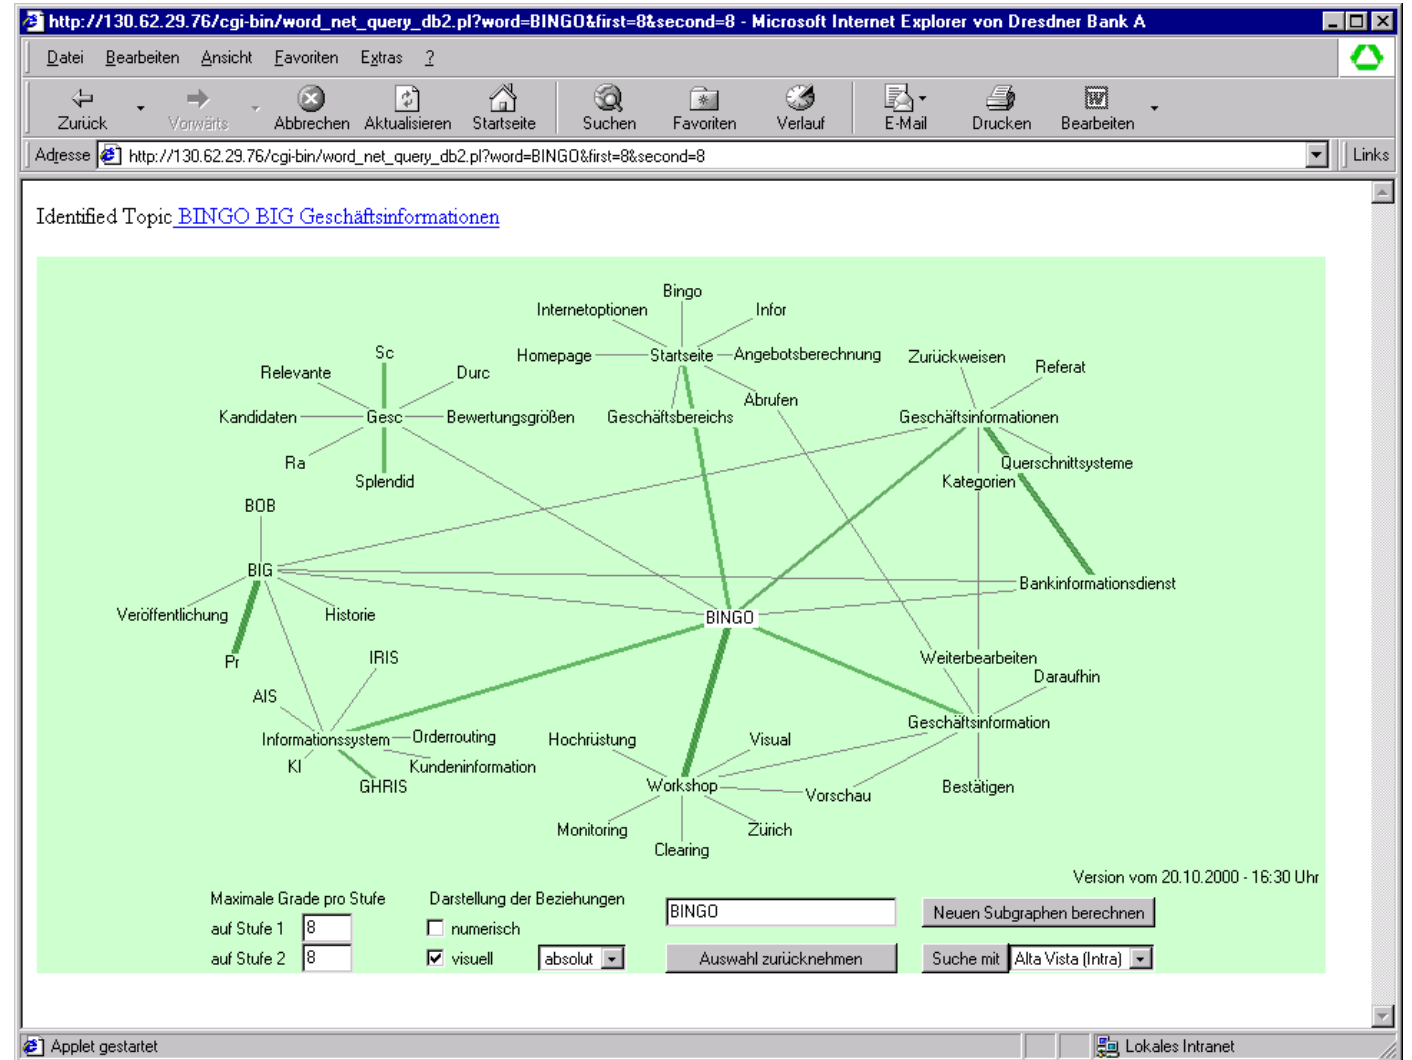 http://130.62.29.76/cgi-bin/word_net_query_db2.pl?word=BINGO&first=8&second=8 - Microsoft Internet Explorer von Dresdner Bank A
Datei Bearbeiten Ansicht Favoriten Extras ?
Zurück Vorwärts Abbrechen Aktualisieren Startseite Suchen Favoriten Verlauf E-Mail Drucken Bearbeiten
Adresse http://130.62.29.76/cgi-bin/word_net_query_db2.pl?word=BINGO&first=8&second=8 Links
Identified Topic BINGO BIG Geschäftsinformationen
Bingo
Internetoptionen Infor
Sc Homepage Startseite Angebotsberechnung Zurückweisen
Relevante Durc Referat
Abrufen
Kandidaten Gesc Bewertungsgrößen Geschäftsbereichs Geschäftsinformationen
Ra Querschnittsysteme
Splendid Kategorien
BOB
BIG Bankinformationsdienst
Veröffentlichung Historie BINGO
Pr IRIS Weiterbearbeiten
Daraufhin
AIS
Geschäftsinformation
Informationssystem Orderrouting Hochrüstung Visual
KI Kundeninformation
GHRIS Workshop Vorschau Bestätigen
Monitoring Zürich
Clearing
Version vom 20.10.2000 - 16:30 Uhr
Maximale Grade pro Stufe Darstellung der Beziehungen
auf Stufe 1 8 numerisch BINGO Neuen Subgraphen berechnen
auf Stufe 2 8 visuell absolut Auswahl zurücknehmen Suche mit Alta Vista (Intra)
Applet gestartet Lokales Intranet